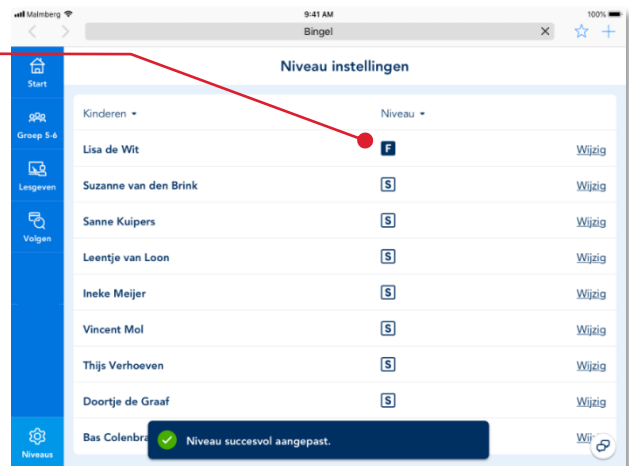 Malmberg 9:41 AM 100%
Bingel
Start
Groep 5-6
Lesgeven
Volgen
Niveaus
Niveau instellingen
Kinderen Niveau
Lisa de Wit F Wijzig
Suzanne van den Brink S Wijzig
Sanne Kuipers S Wijzig
Leentje van Loon S Wijzig
Ineke Meijer S Wijzig
Vincent Mol S Wijzig
Thijs Verhoeven S Wijzig
Doortje de Graaf S Wijzig
Bas Colenbra
Niveau succesvol aangepast.